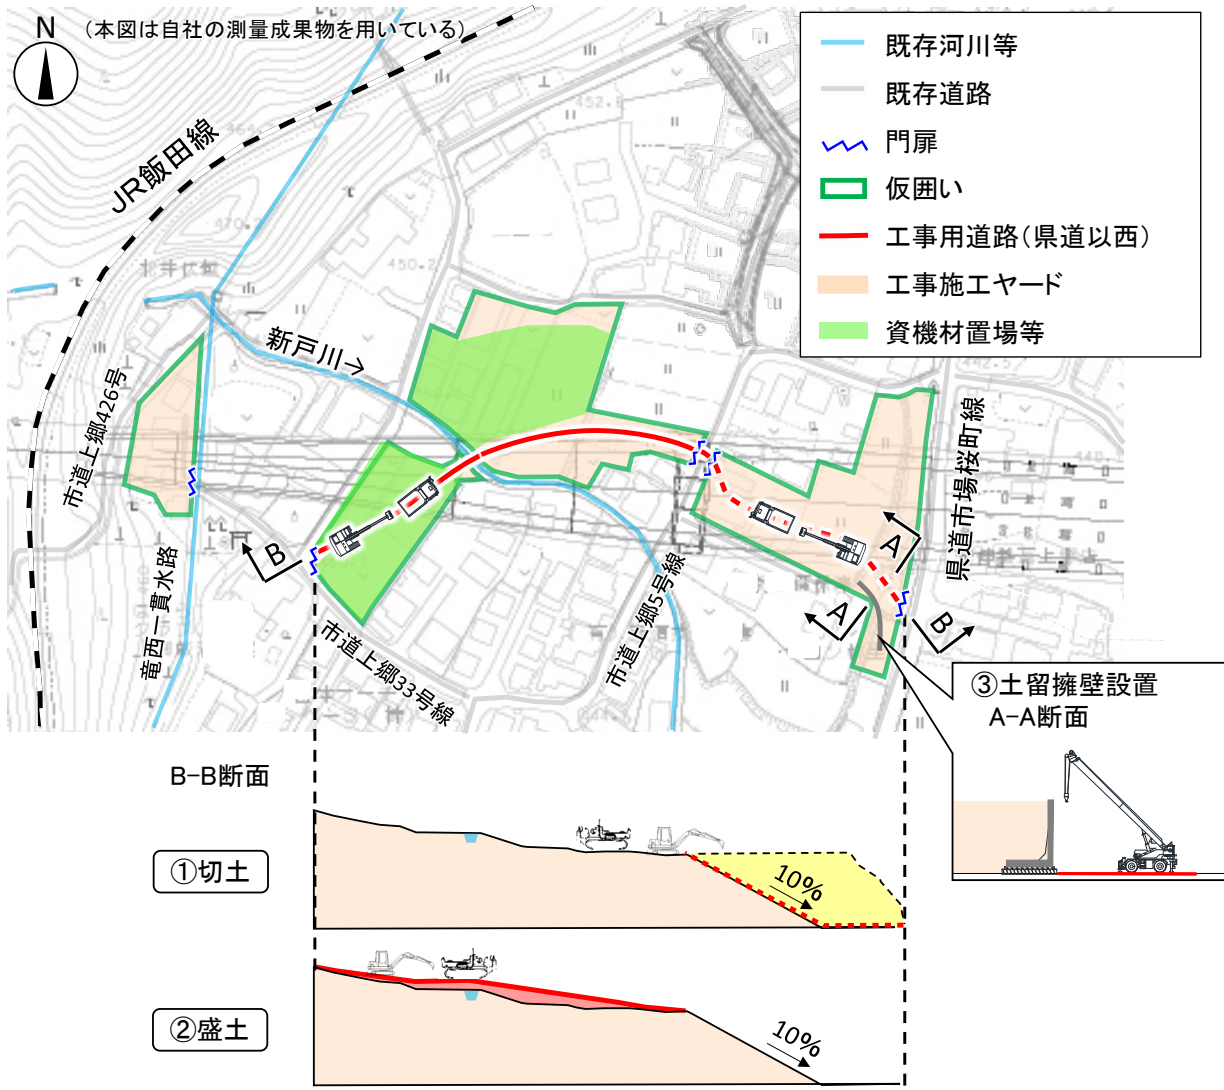 N
(本図は自社の測量成果物を用いている)
JR飯田線
既存河川等
既存道路
門扉
仮囲い
工事用道路(県道以西)
工事施工ヤード
資機材置場等
452.
450.2
新戸川→
市道上郷426号
竜西一貫水路
市道上郷33号線
市道上郷5号線
県道市場桜町線
B
A
A
B
③土留擁壁設置
A-A断面
B-B断面
①切土
10%
②盛土
10%